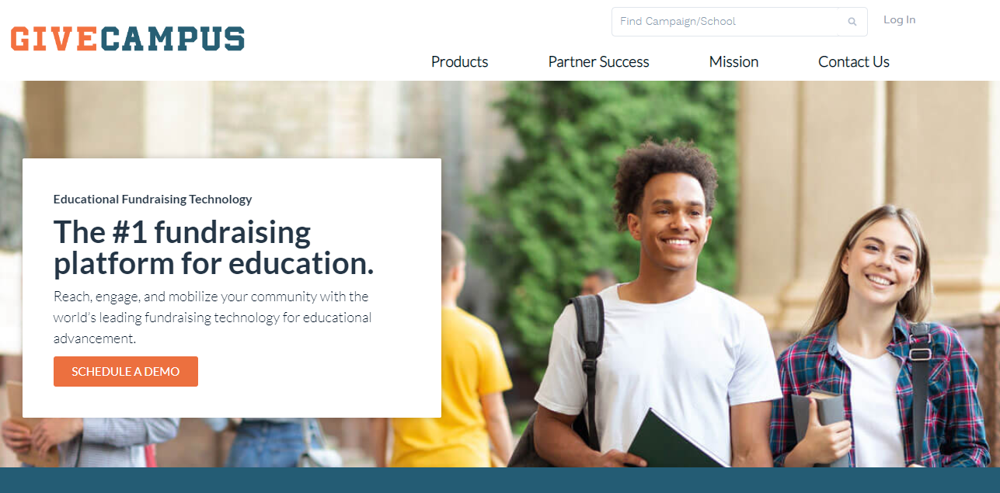 Find Campaign/School
Log In
GIVECAMPUS
Products
Partner Success
Mission
Contact Us
Educational Fundraising Technology
The #1 fundraising
platform for education.
Reach, engage, and mobilize your community with the
world’s leading fundraising technology for educational
advancement.
SCHEDULE A DEMO